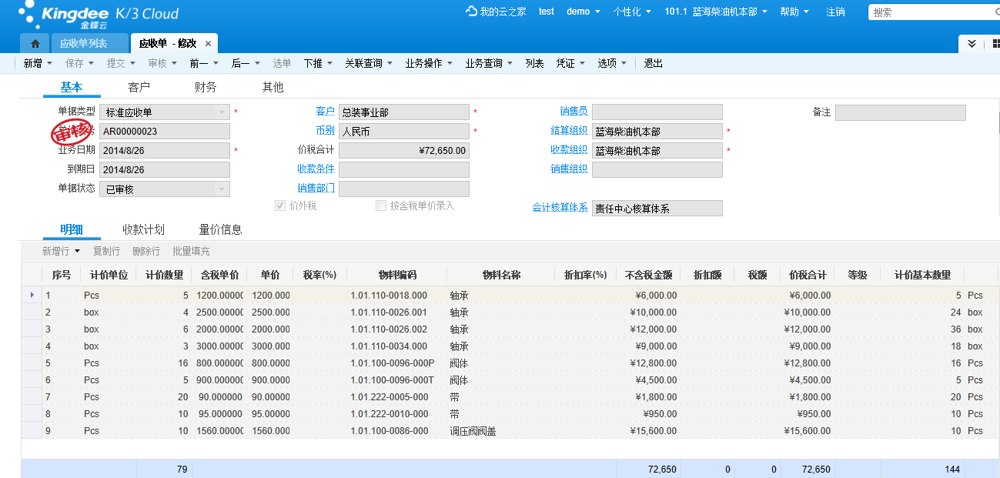 Kingdee K/3 Cloud
金蝶云
我的云之家 test demo 个性化 101.1 蓝海柴油机本部 帮助 注销 搜索
应收单列表 应收单 - 修改 ×
新增 保存 提交 审核 前一 后一 选单 下推 关联查询 业务操作 业务查询 列表 凭证 选项 退出
基本 客户 财务 其他
单据类型 标准应收单 * 客户 总装事业部 * 销售员 备注
审核
号 AR00000023 币别 人民币 * 结算组织 蓝海柴油机本部 *
业务日期 2014/8/26 * 价税合计 ¥72,650.00 收款组织 蓝海柴油机本部 *
到期日 2014/8/26 收款条件 销售组织
单据状态 已审核 销售部门
价外税 按含税单价录入 会计核算体系 责任中心核算体系
明细 收款计划 量价信息
新增行 复制行 删除行 批量填充
序号 计价单位 计价数量 含税单价 单价 税率(%) 物料编码 物料名称 折扣率(%) 不含税金额 折扣额 税额 价税合计 等级 计价基本数量
1 Pcs 5 1200.00000 1200.000 1.01.110-0018.000 轴承 ¥6,000.00 ¥6,000.00 5 Pcs
2 box 4 2500.00000 2500.000 1.01.110-0026.001 轴承 ¥10,000.00 ¥10,000.00 24 box
3 box 6 2000.00000 2000.000 1.01.110-0026.002 轴承 ¥12,000.00 ¥12,000.00 36 box
4 box 3 3000.00000 3000.000 1.01.110-0034.000 轴承 ¥9,000.00 ¥9,000.00 18 box
5 Pcs 16 800.000000 800.0000 1.01.100-0096-000P 阀体 ¥12,800.00 ¥12,800.00 16 Pcs
6 Pcs 5 900.000000 900.0000 1.01.100-0096-000T 阀体 ¥4,500.00 ¥4,500.00 5 Pcs
7 Pcs 20 90.000000 90.00000 1.01.222-0005-000 带 ¥1,800.00 ¥1,800.00 20 Pcs
8 Pcs 10 95.000000 95.00000 1.01.222-0010-000 带 ¥950.00 ¥950.00 10 Pcs
9 Pcs 10 1560.00000 1560.000 1.01.100-0086-000 调压阀阀盖 ¥15,600.00 ¥15,600.00 10 Pcs
79 72,650 0 0 72,650 144